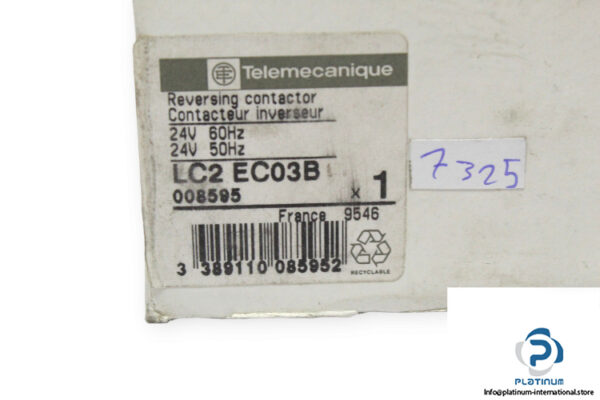 Telemecanique
Reversing contactor
Contacteur inverseur
24V 60Hz
24V 50Hz
LC2 EC03B
008595
x 1
France 9546
3 389110 085952
RECYCLABLE
7325
PLATINUM
Info@platinum-international.store